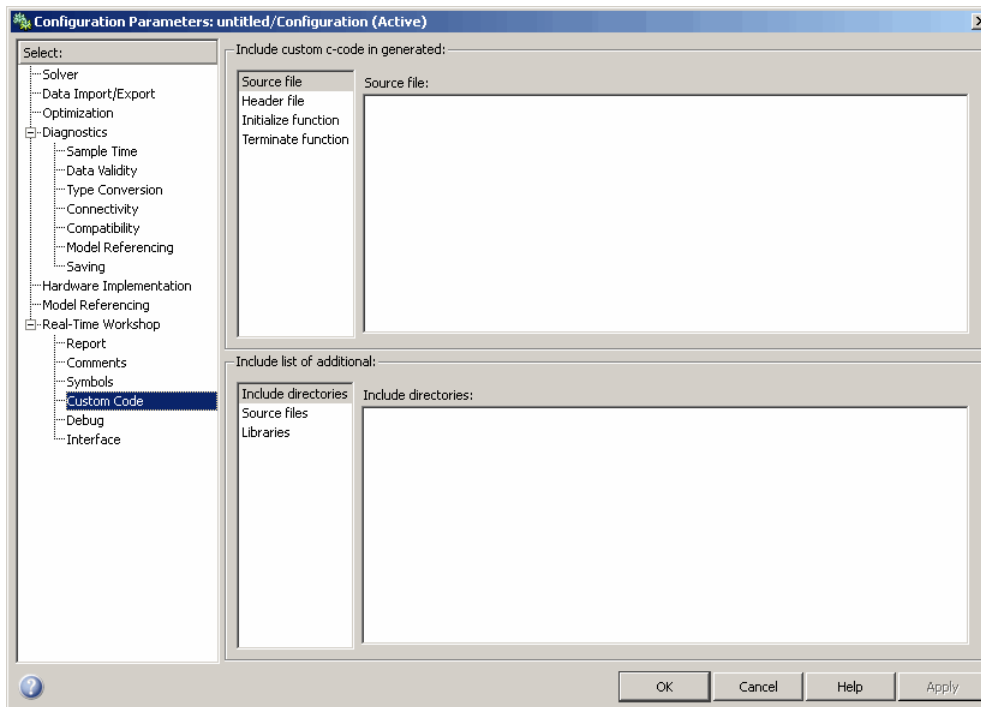 Configuration Parameters: untitled/Configuration (Active)
Select:
Solver
Data Import/Export
Optimization
Diagnostics
Sample Time
Data Validity
Type Conversion
Connectivity
Compatibility
Model Referencing
Saving
Hardware Implementation
Model Referencing
Real-Time Workshop
Report
Comments
Symbols
Custom Code
Debug
Interface
Include custom c-code in generated:
Source file
Header file
Initialize function
Terminate function
Source file:
Include list of additional:
Include directories
Source files
Libraries
Include directories:
OK
Cancel
Help
Apply